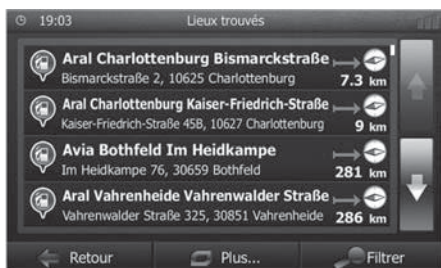 19:03 Lieux trouvés
Aral Charlottenburg Bismarckstraße
Bismarckstraße 2, 10625 Charlottenburg 7.3 km
Aral Charlottenburg Kaiser-Friedrich-Straße
Kaiser-Friedrich-Straße 45B, 10627 Charlottenburg 9 km
Avia Bothfeld Im Heidkampe
Im Heidkampe 76, 30659 Bothfeld 281 km
Aral Vahrenheide Vahrenwalder Straße
Vahrenwalder Straße 325, 30851 Vahrenheide 286 km
Retour Plus... Filtrer